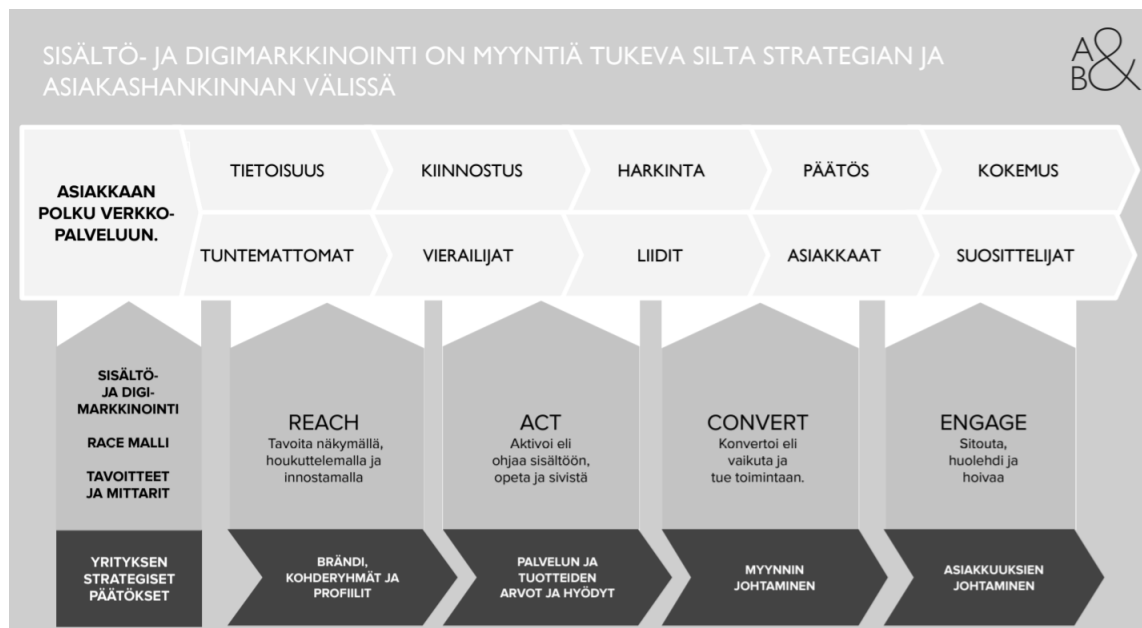 SISÄLTÖ- JA DIGIMARKKINOINTI ON MYYNTIÄ TUKEVA SILTA STRATEGIAN JA
ASIAKASHANKINNAN VÄLISSÄ
A&
B
ASIAKKAAN
POLKU VERKKO-
PALVELUUN.
TIETOISUUS
KIINNOSTUS
HARKINTA
PÄÄTÖS
KOKEMUS
TUNTEMATTOMAT
VIERAILIJAT
LIIDIT
ASIAKKAAT
SUOSITTELIJAT
SISÄLTÖ-
JA DIGI-
MARKKINOINTI
RACE MALLI
TAVOITTEET
JA MITTARIT
REACH
Tavoita näkymällä,
houkuttelemalla ja
innostamalla
ACT
Aktivoi eli
ohjaa sisältöön,
opeta ja sivistä
CONVERT
Konvertoi eli
vaikuta ja
tue toimintaan.
ENGAGE
Sitouta,
huolehdi ja
hoivaa
YRITYKSEN
STRATEGISET
PÄÄTÖKSET
BRÄNDI,
KOHDERYHMÄT JA
PROFIILIT
PALVELUN JA
TUOTTEIDEN
ARVOT JA HYÖDYT
MYYNNIN
JOHTAMINEN
ASIAKKUUKSIEN
JOHTAMINEN